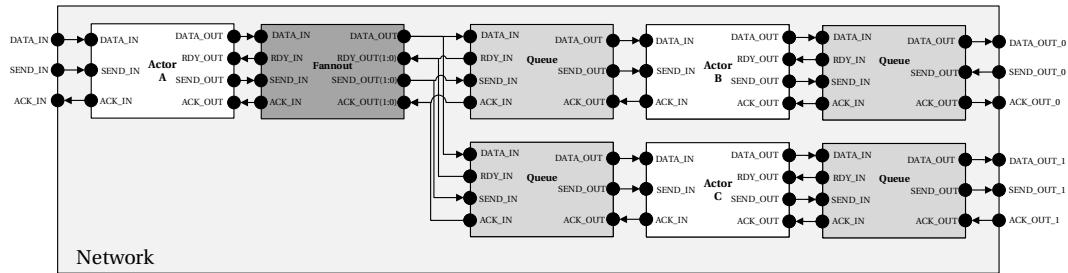 DATA_IN
SEND_IN
ACK_IN
DATA_IN
SEND_IN
ACK_IN
Actor
A
DATA_OUT
RDY_OUT
SEND_OUT
ACK_OUT
DATA_IN
RDY_IN
SEND_IN
ACK_IN
Fannout
DATA_OUT
RDY_OUT(1:0)
SEND_OUT(1:0)
ACK_OUT(1:0)
DATA_IN
RDY_IN
SEND_IN
ACK_IN
Queue
DATA_OUT
SEND_OUT
ACK_OUT
DATA_IN
SEND_IN
ACK_IN
Actor
B
DATA_OUT
RDY_OUT
SEND_OUT
ACK_OUT
DATA_IN
RDY_IN
SEND_IN
ACK_IN
Queue
DATA_OUT
SEND_OUT
ACK_OUT
DATA_OUT_0
SEND_OUT_0
ACK_OUT_0
DATA_IN
RDY_IN
SEND_IN
ACK_IN
Queue
DATA_OUT
SEND_OUT
ACK_OUT
DATA_IN
SEND_IN
ACK_IN
Actor
C
DATA_OUT
RDY_OUT
SEND_OUT
ACK_OUT
DATA_IN
RDY_IN
SEND_IN
ACK_IN
Queue
DATA_OUT
SEND_OUT
ACK_OUT
DATA_OUT_1
SEND_OUT_1
ACK_OUT_1
Network